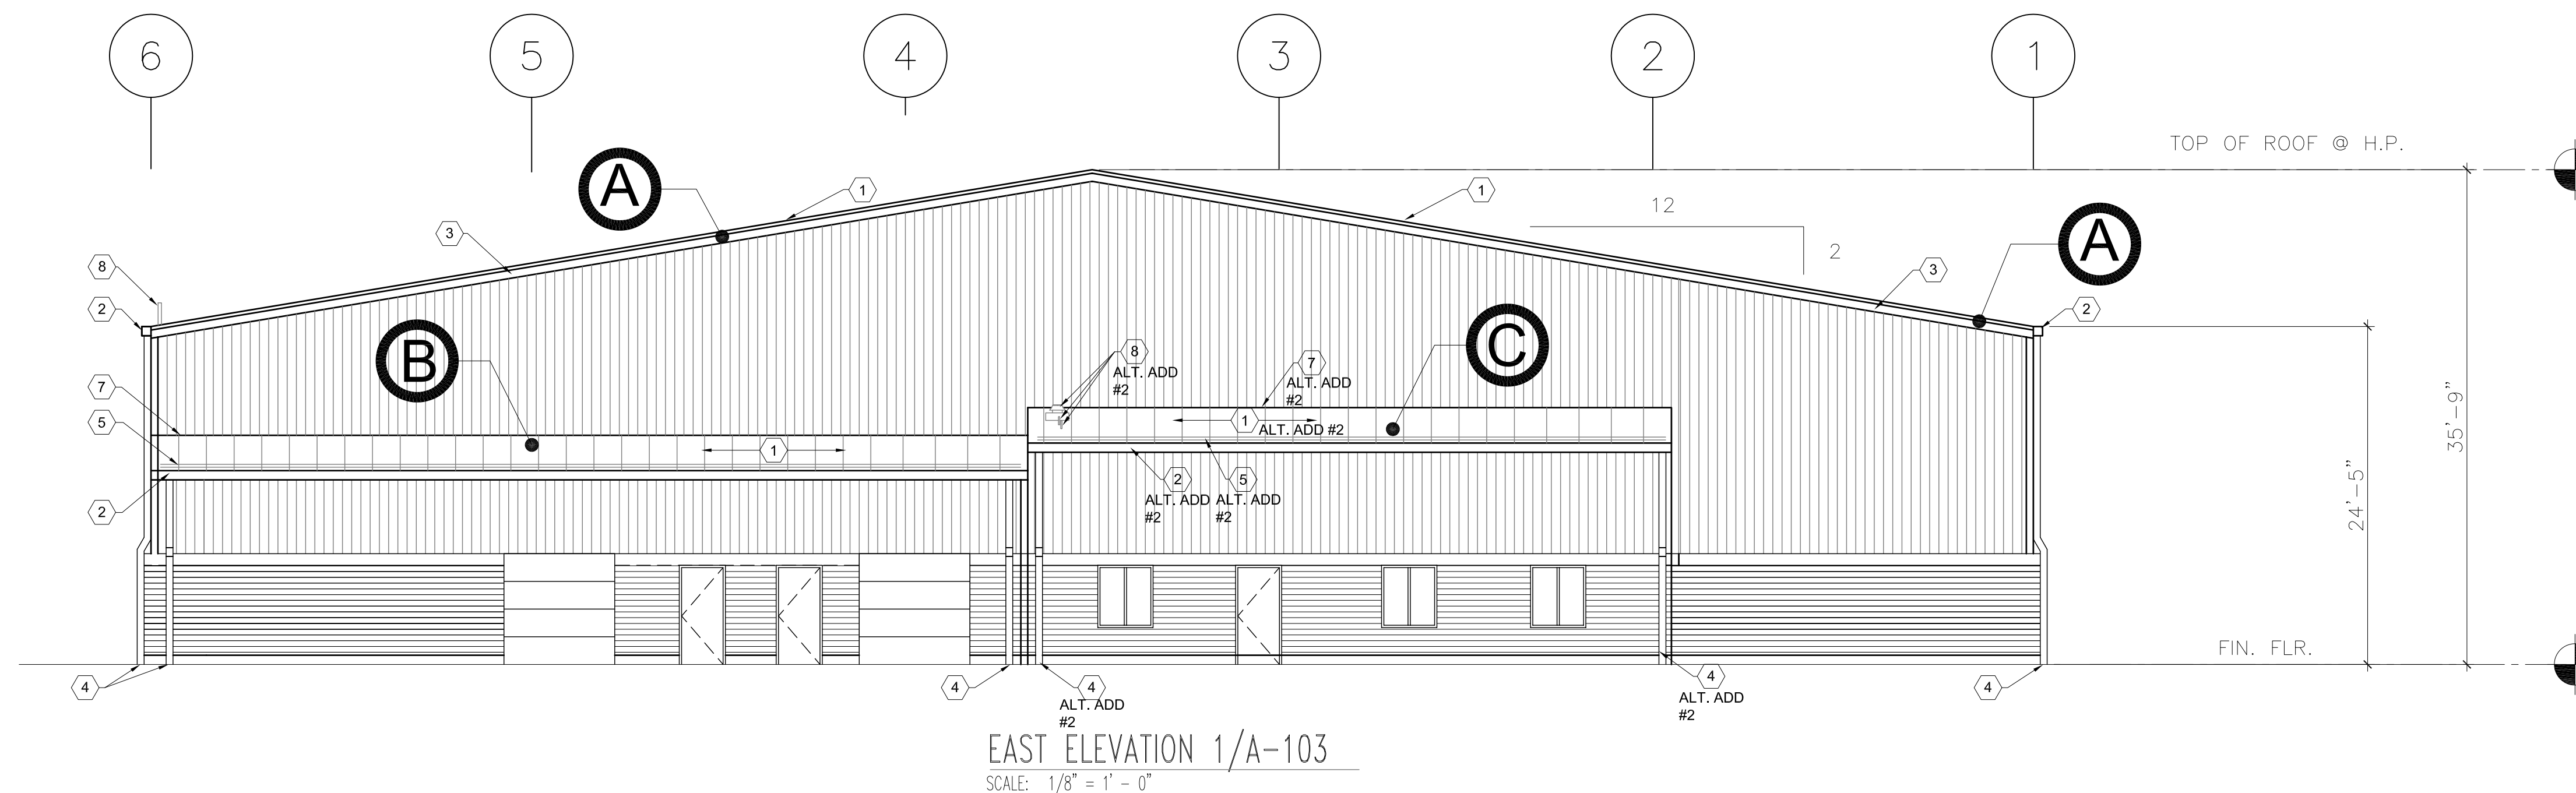 6 5 4 3 2 1
TOP OF ROOF @ H.P.
A
1
1
12
2
A
3
3
8
2
2
B
C
8
ALT. ADD
#2
7
ALT. ADD
#2
7
5
1
ALT. ADD #2
1
35'-9"
24'-5"
2
ALT. ADD
#2
5
ALT. ADD
#2
2
FIN. FLR.
4
4
4
ALT. ADD
#2
4
ALT. ADD
#2
4
EAST ELEVATION 1/A-103
SCALE: 1/8" = 1' - 0"